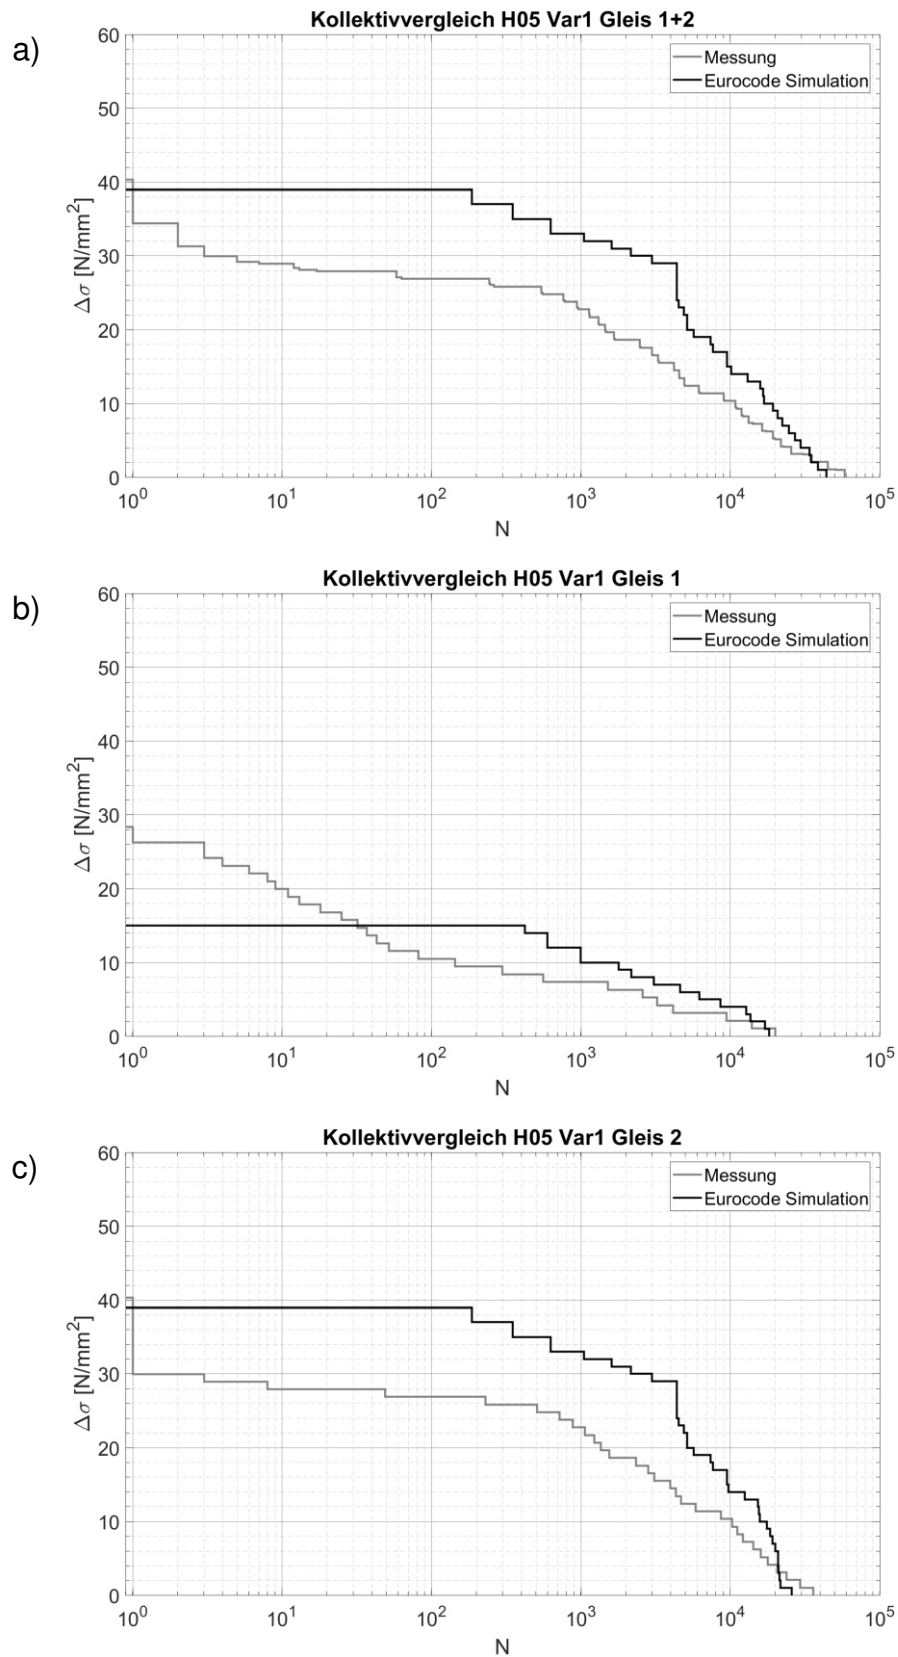 a)
Kollektivvergleich H05 Var1 Gleis 1+2
Messung
Eurocode Simulation
60
50
40
30
20
10
0
Δσ [N/mm²]
10⁰ 10¹ 10² 10³ 10⁴ 10⁵
N
b)
Kollektivvergleich H05 Var1 Gleis 1
Messung
Eurocode Simulation
60
50
40
30
20
10
0
Δσ [N/mm²]
10⁰ 10¹ 10² 10³ 10⁴ 10⁵
N
c)
Kollektivvergleich H05 Var1 Gleis 2
Messung
Eurocode Simulation
60
50
40
30
20
10
0
Δσ [N/mm²]
10⁰ 10¹ 10² 10³ 10⁴ 10⁵
N